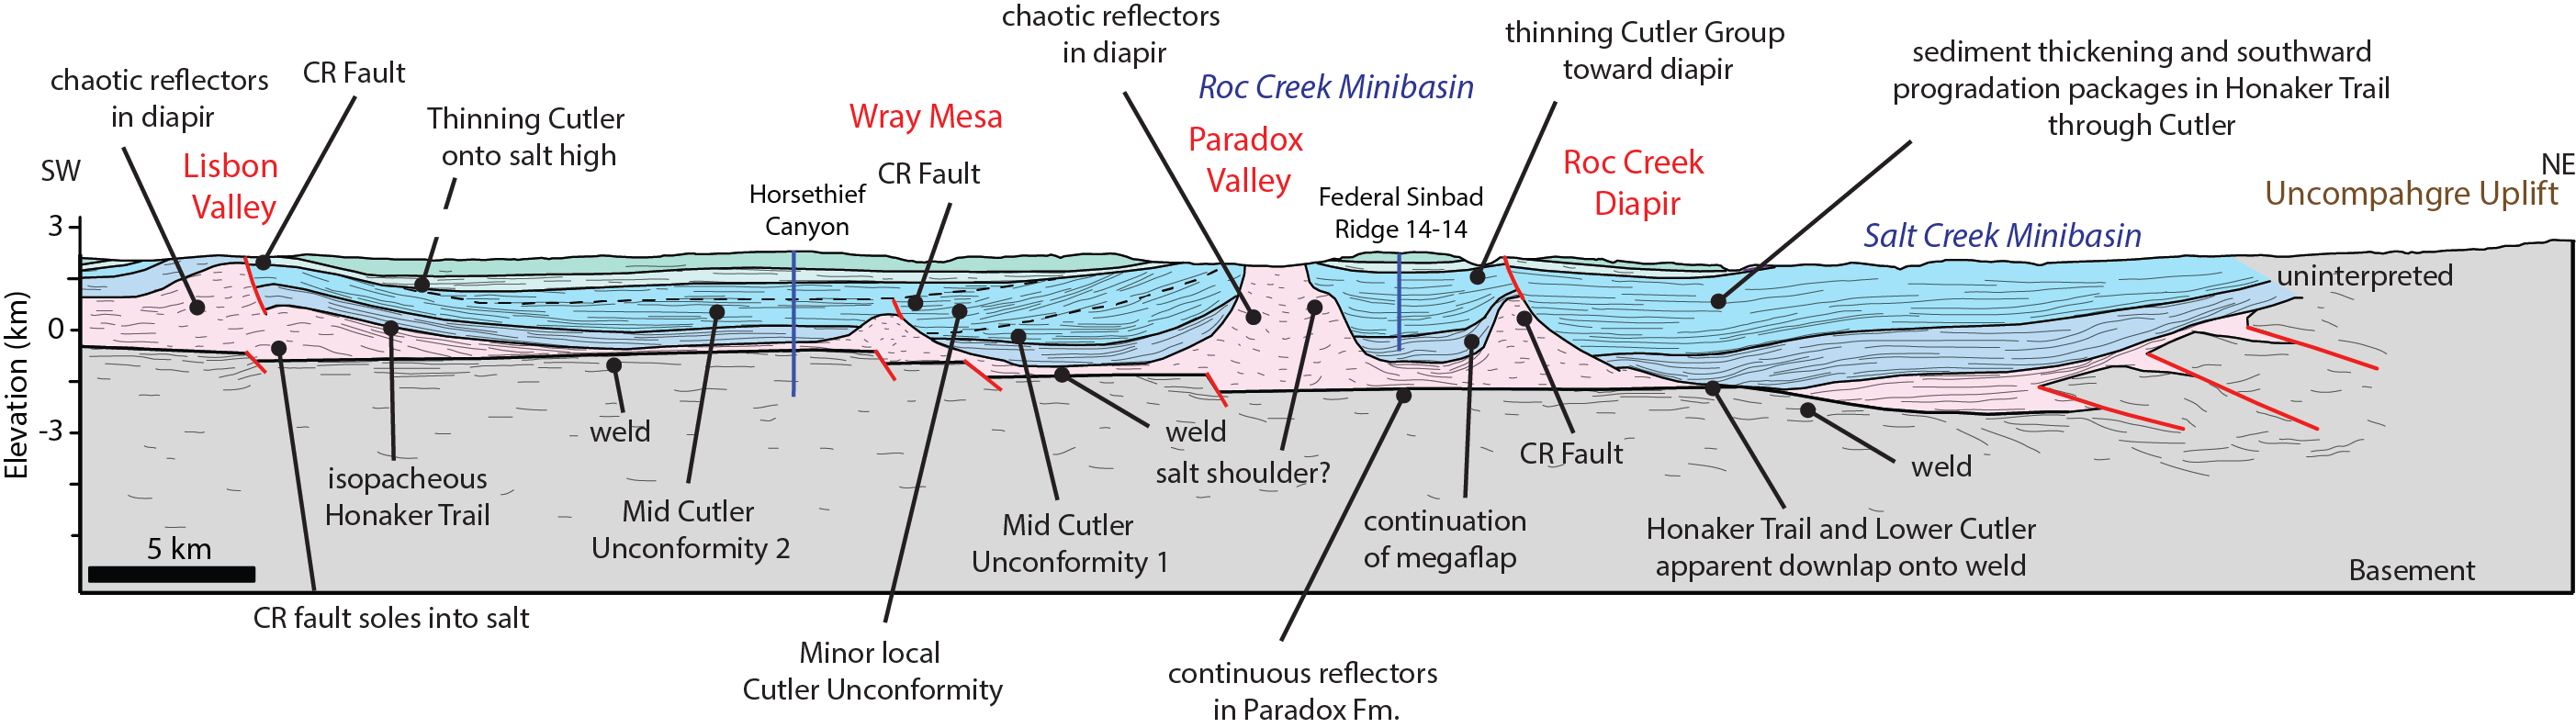 chaotic reflectors
in diapir
CR Fault
Thinning Cutler
onto salt high
SW
Lisbon
Valley
Horsethief
Canyon
Wray Mesa
CR Fault
chaotic reflectors
in diapir
Roc Creek Minibasin
Paradox
Valley
Federal Sinbad
Ridge 14-14
thinning Cutler Group
toward diapir
Roc Creek
Diapir
sediment thickening and southward
progradation packages in Honaker Trail
through Cutler
Salt Creek Minibasin
NE
Uncompahgre Uplift
uninterpreted
Elevation (km)
3
0
-3
5 km
CR fault soles into salt
isopacheous
Honaker Trail
weld
Mid Cutler
Unconformity 2
Minor local
Cutler Unconformity
Mid Cutler
Unconformity 1
weld
salt shoulder?
continuous reflectors
in Paradox Fm.
continuation
of megaflap
CR Fault
Honaker Trail and Lower Cutler
apparent downlap onto weld
weld
Basement